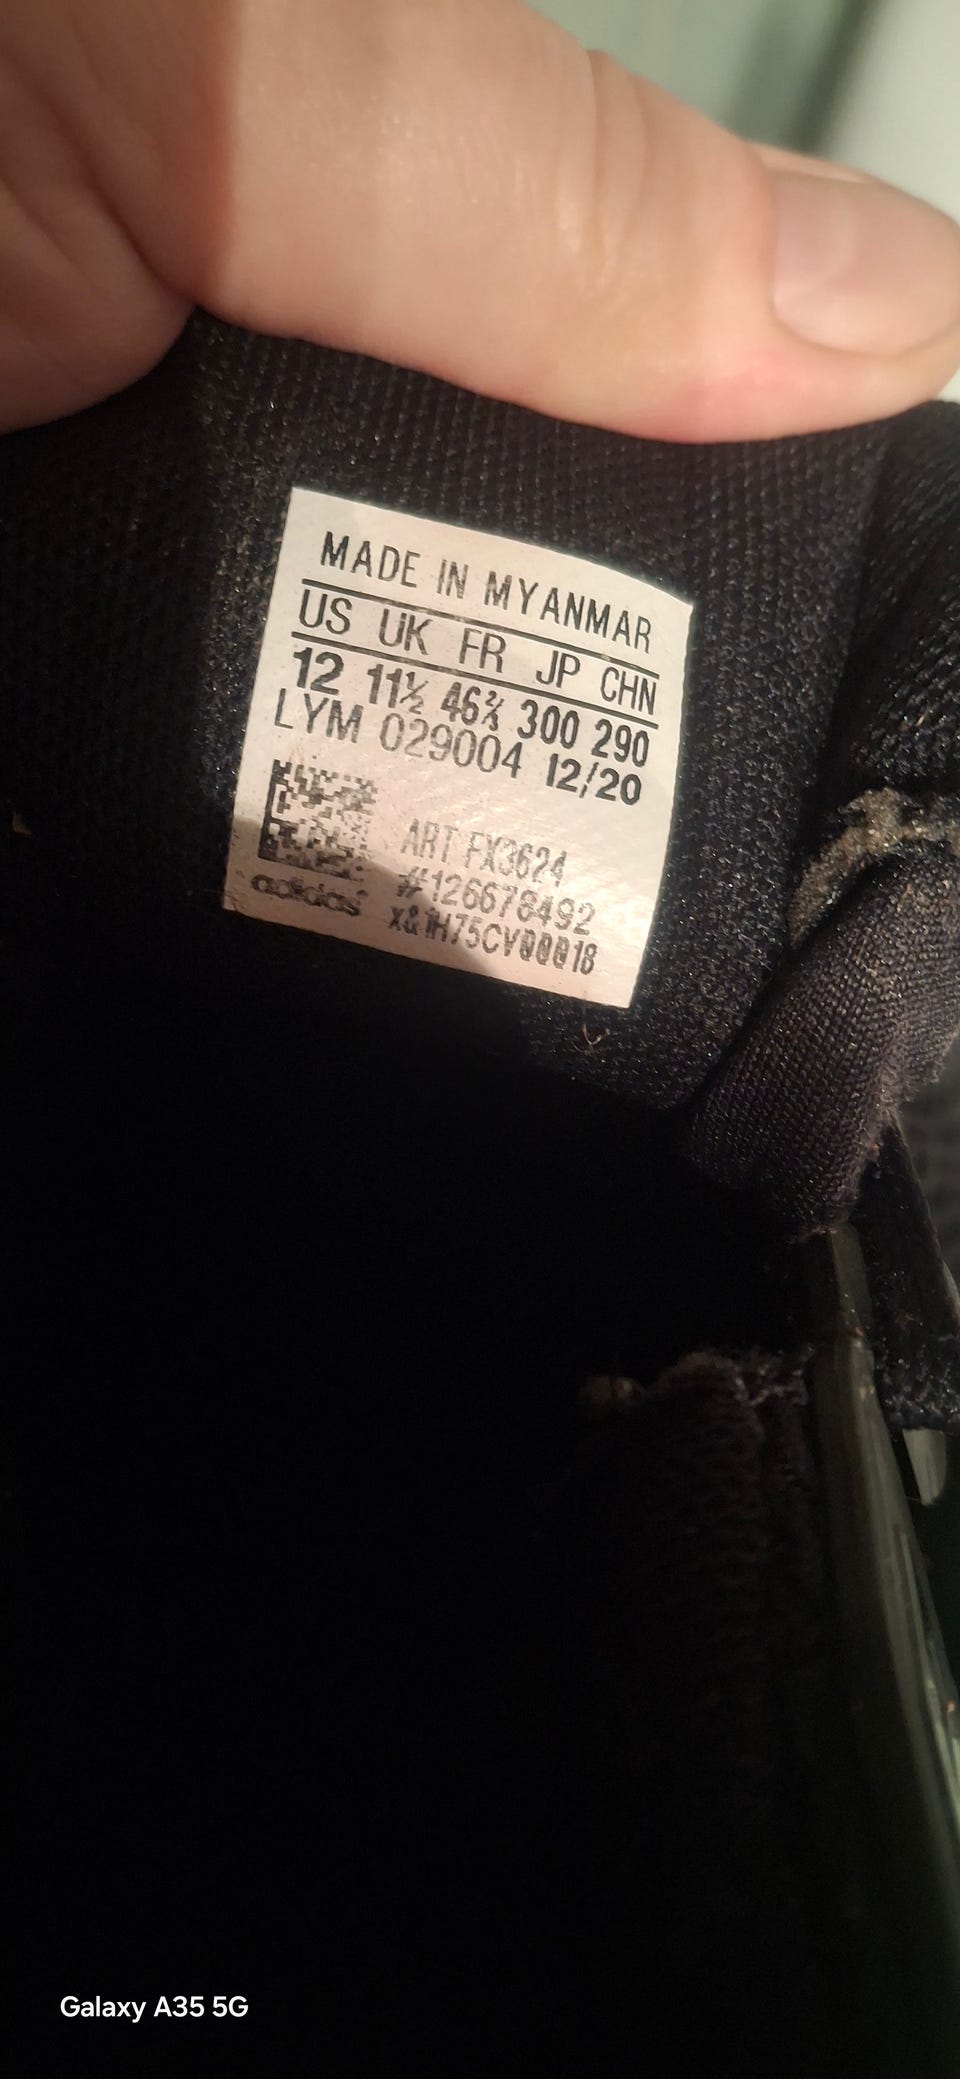 MADE IN MYANMAR
US UK FR JP CHN
12 11½ 46⅔ 300 290
LYM 029004 12/20
ART FX3624
#126678492
adidas
x&1H75CV00018
Galaxy A35 5G